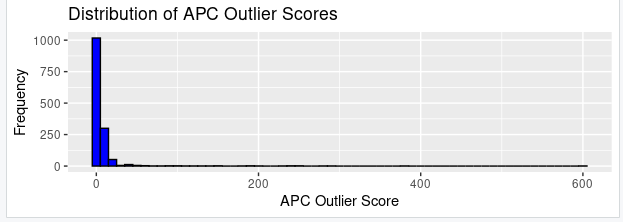 Distribution of APC Outlier Scores
1000
750
500
250
0
Frequency
0 200 400 600
APC Outlier Score